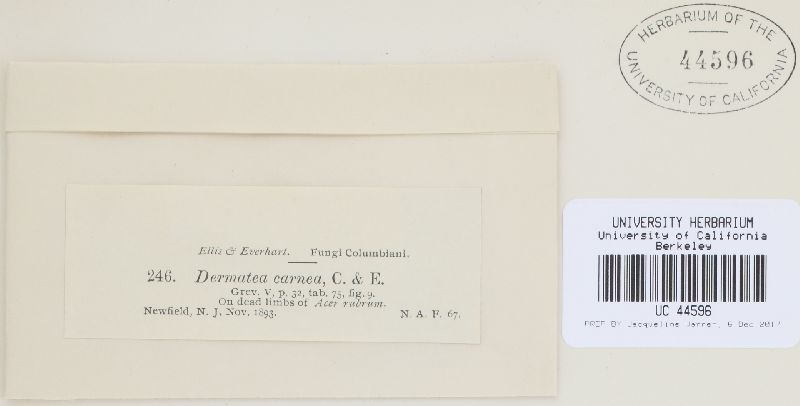 HERBARIUM OF THE
44596
UNIVERSITY OF CALIFORNIA
Ellis & Everhart. Fungi Columbiani.
246. Dermatea carnea, C. & E.
Grev. V, p. 32, tab. 75, fig. 9.
On dead limbs of Acer rubrum.
Newfield, N. J. Nov. 1893. N. A. F. 67.
UNIVERSITY HERBARIUM
University of California
Berkeley
UC 44596
BY Jacqueline 6 Dec 2017